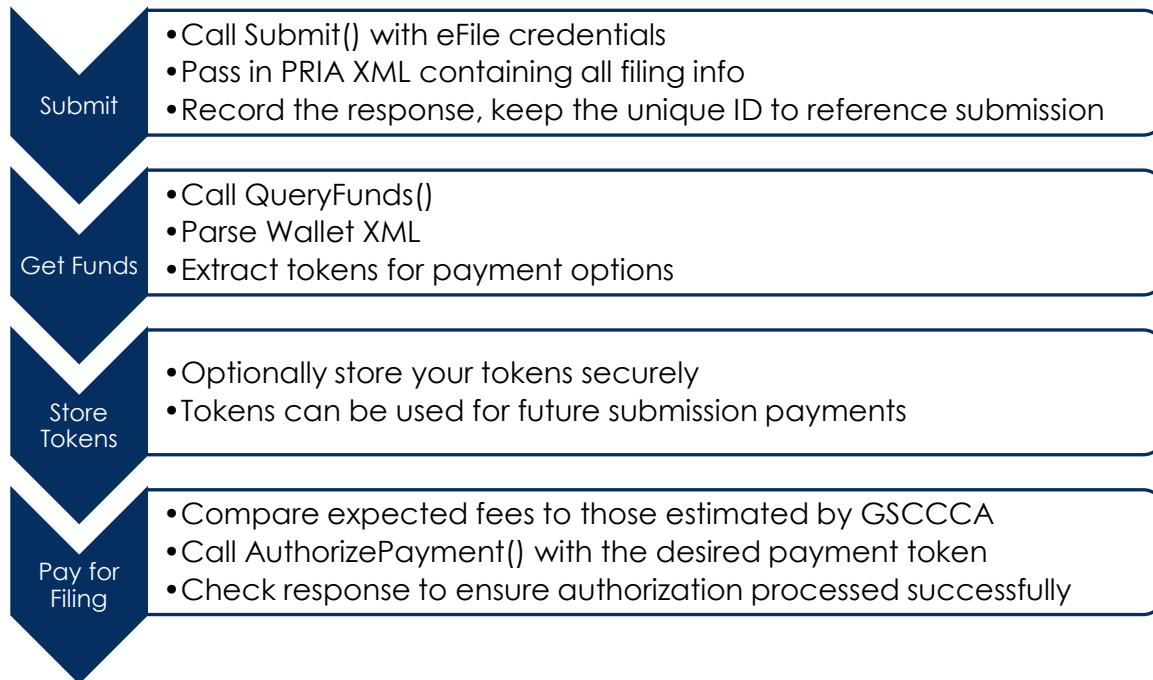 Submit
•Call Submit() with eFile credentials
•Pass in PRIA XML containing all filing info
•Record the response, keep the unique ID to reference submission
Get Funds
•Call QueryFunds()
•Parse Wallet XML
•Extract tokens for payment options
Store
Tokens
•Optionally store your tokens securely
•Tokens can be used for future submission payments
Pay for
Filing
•Compare expected fees to those estimated by GSCCCA
•Call AuthorizePayment() with the desired payment token
•Check response to ensure authorization processed successfully